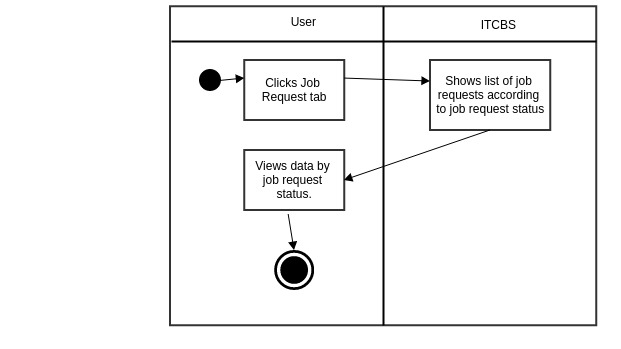 User
ITCBS
Clicks Job
Request tab
Shows list of job
requests according
to job request status
Views data by
job request
status.